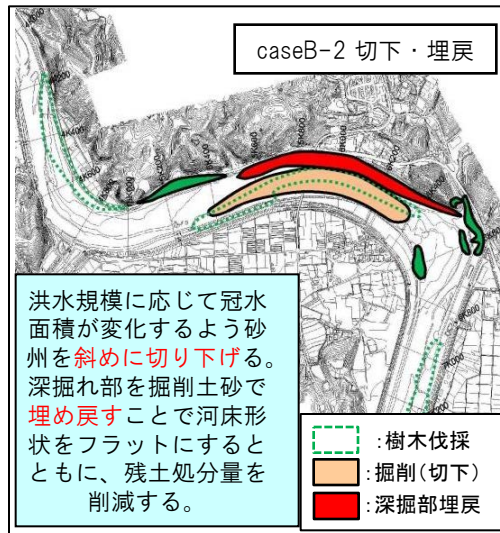 caseB-2 切下・埋戻
洪水規模に応じて冠水
面積が変化するよう砂
州を斜めに切り下げる。
深掘れ部を掘削土砂で
埋め戻すことで河床形
状をフラットにすると
ともに、残土処分量を
削減する。
:樹木伐採
:掘削(切下)
:深掘部埋戻